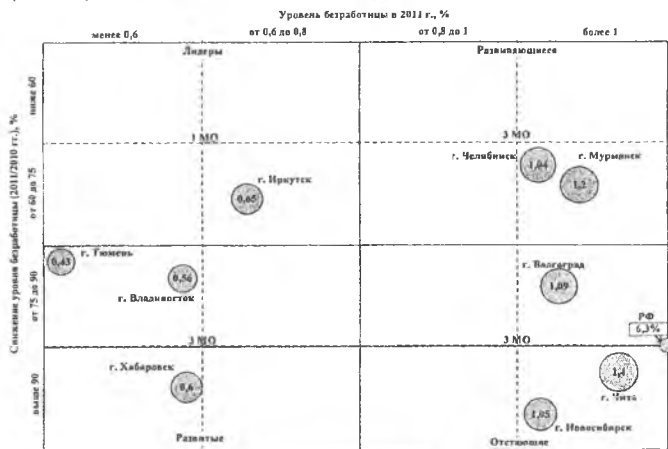 Уровень безработицы в 2011 г., %
менее 0,6 от 0,6 до 0,8 от 0,8 до 1 более 1
Лидеры Развивающиеся
Снижение уровня безработицы (2011/2010 гг.), %
ниже 60
от 60 до 75
от 75 до 90
выше 90
1 МО 3 МО
г. Челябинск 1,04 г. Мурманск 1,2
г. Иркутск 0,65
г. Тюмень 0,43
г. Владивосток 0,56
г. Волгоград 1,09
РФ
6,3%
3 МО 3 МО
г. Хабаровск 0,6
г. Чита
г. Новосибирск 1,05
Развитые Отстающие